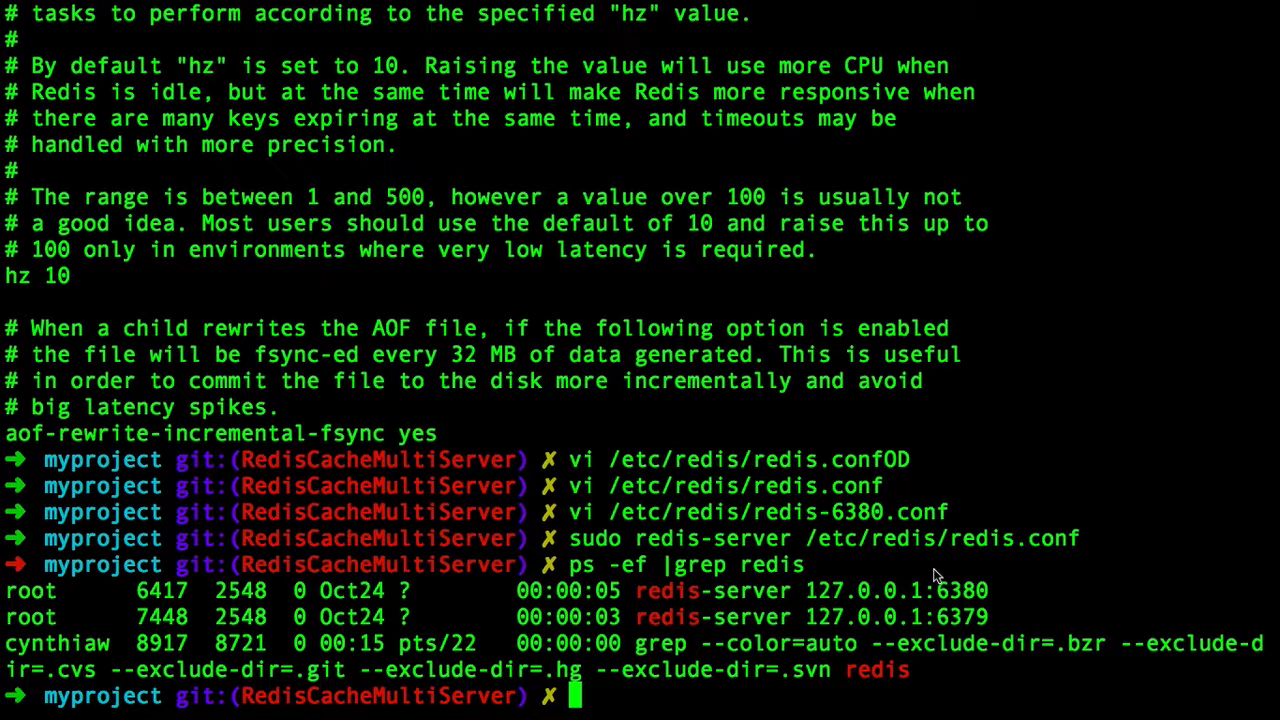 # tasks to perform according to the specified "hz" value.
#
# By default "hz" is set to 10. Raising the value will use more CPU when
# Redis is idle, but at the same time will make Redis more responsive when
# there are many keys expiring at the same time, and timeouts may be
# handled with more precision.
#
# The range is between 1 and 500, however a value over 100 is usually not
# a good idea. Most users should use the default of 10 and raise this up to
# 100 only in environments where very low latency is required.
hz 10

# When a child rewrites the AOF file, if the following option is enabled
# the file will be fsync-ed every 32 MB of data generated. This is useful
# in order to commit the file to the disk more incrementally and avoid
# big latency spikes.
aof-rewrite-incremental-fsync yes
➜ myproject git:(RedisCacheMultiServer) ✗ vi /etc/redis/redis.confOD
➜ myproject git:(RedisCacheMultiServer) ✗ vi /etc/redis/redis.conf
➜ myproject git:(RedisCacheMultiServer) ✗ vi /etc/redis/redis-6380.conf
➜ myproject git:(RedisCacheMultiServer) ✗ sudo redis-server /etc/redis/redis.conf
➜ myproject git:(RedisCacheMultiServer) ✗ ps -ef |grep redis
root 6417 2548 0 Oct24 ? 00:00:05 redis-server 127.0.0.1:6380
root 7448 2548 0 Oct24 ? 00:00:03 redis-server 127.0.0.1:6379
cynthiaw 8917 8721 0 00:15 pts/22 00:00:00 grep --color=auto --exclude-dir=.bzr --exclude-d
ir=.cvs --exclude-dir=.git --exclude-dir=.hg --exclude-dir=.svn redis
➜ myproject git:(RedisCacheMultiServer) ✗